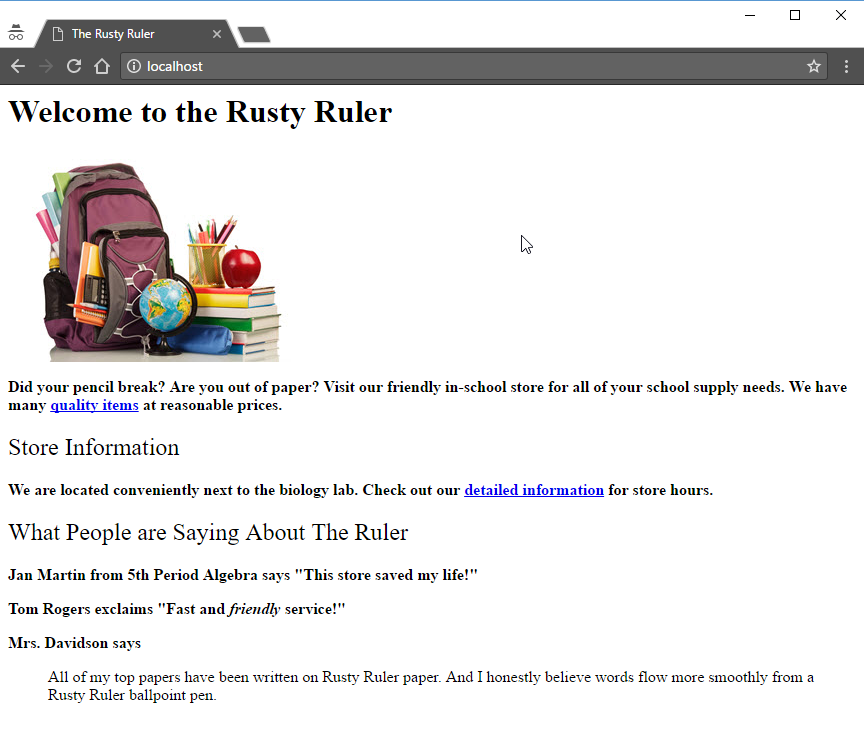 The Rusty Ruler
localhost
Welcome to the Rusty Ruler
Did your pencil break? Are you out of paper? Visit our friendly in-school store for all of your school supply needs. We have
many quality items at reasonable prices.
Store Information
We are located conveniently next to the biology lab. Check out our detailed information for store hours.
What People are Saying About The Ruler
Jan Martin from 5th Period Algebra says "This store saved my life!"
Tom Rogers exclaims "Fast and friendly service!"
Mrs. Davidson says
All of my top papers have been written on Rusty Ruler paper. And I honestly believe words flow more smoothly from a
Rusty Ruler ballpoint pen.